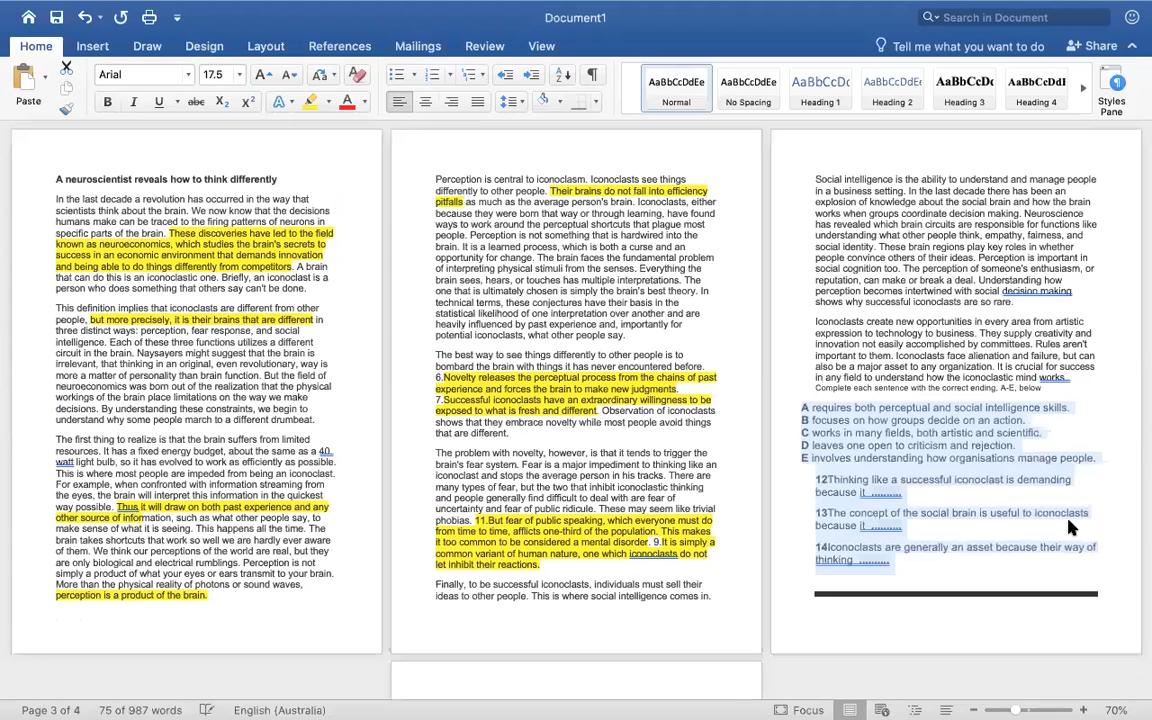 Document1
Search in Document
Home
Insert
Draw
Design
Layout
References
Mailings
Review
View
Tell me what you want to do
Share
Paste
Arial
17.5
AaBbCcDdEe
Normal
AaBbCcDdEe
No Spacing
AaBbCcDc
Heading 1
AaBbCcDdEe
Heading 2
AaBbCcDc
Heading 3
AaBbCcDdEe
Heading 4
Styles
Pane
A neuroscientist reveals how to think differently
In the last decade a revolution has occurred in the way that
scientists think about the brain. We now know that the decisions
humans make can be traced to the firing patterns of neurons in
specific parts of the brain. These discoveries have led to the field
known as neuroeconomics, which studies the brain's secrets to
success in an economic environment that demands innovation
and being able to do things differently from competitors. A brain
that can do this is an iconoclastic one. Briefly, an iconoclast is a
person who does something that others say can't be done.
This definition implies that iconoclasts are different from other
people, but more precisely, it is their brains that are different in
three distinct ways: perception, fear response, and social
intelligence. Each of these three functions utilizes a different
circuit in the brain. Naysayers might suggest that the brain is
irrelevant, that thinking in an original, even revolutionary, way is
more a matter of personality than brain function. But the field of
neuroeconomics was born out of the realization that the physical
workings of the brain place limitations on the way we make
decisions. By understanding these constraints, we begin to
understand why some people march to a different drumbeat.
The first thing to realize is that the brain suffers from limited
resources. It has a fixed energy budget, about the same as a 40
watt light bulb, so it has evolved to work as efficiently as possible.
This is where most people are impeded from being an iconoclast.
For example, when confronted with information streaming from
the eyes, the brain will interpret this information in the quickest
way possible. Thus it will draw on both past experience and any
other source of information, such as what other people say, to
make sense of what it is seeing. This happens all the time. The
brain takes shortcuts that work so well we are hardly ever aware
of them. We think our perceptions of the world are real, but they
are only biological and electrical rumblings. Perception is not
simply a product of what your eyes or ears transmit to your brain.
More than the physical reality of photons or sound waves,
perception is a product of the brain.
Perception is central to iconoclasm. Iconoclasts see things
differently to other people. Their brains do not fall into efficiency
pitfalls as much as the average person's brain. Iconoclasts, either
because they were born that way or through learning, have found
ways to work around the perceptual shortcuts that plague most
people. Perception is not something that is hardwired into the
brain. It is a learned process, which is both a curse and an
opportunity for change. The brain faces the fundamental problem
of interpreting physical stimuli from the senses. Everything the
brain sees, hears, or touches has multiple interpretations. The
one that is ultimately chosen is simply the brain's best theory. In
technical terms, these conjectures have their basis in the
statistical likelihood of one interpretation over another and are
heavily influenced by past experience and, importantly for
potential iconoclasts, what other people say.
The best way to see things differently to other people is to
bombard the brain with things it has never encountered before.
6.Novelty releases the perceptual process from the chains of past
experience and forces the brain to make new judgments.
7.Successful iconoclasts have an extraordinary willingness to be
exposed to what is fresh and different. Observation of iconoclasts
shows that they embrace novelty while most people avoid things
that are different.
The problem with novelty, however, is that it tends to trigger the
brain's fear system. Fear is a major impediment to thinking like an
iconoclast and stops the average person in his tracks. There are
many types of fear, but the two that inhibit iconoclastic thinking
and people generally find difficult to deal with are fear of
uncertainty and fear of public ridicule. These may seem like trivial
phobias. 11.But fear of public speaking, which everyone must do
from time to time, afflicts one-third of the population. This makes
it too common to be considered a mental disorder. 9.It is simply a
common variant of human nature, one which iconoclasts do not
let inhibit their reactions.
Finally, to be successful iconoclasts, individuals must sell their
ideas to other people. This is where social intelligence comes in.
Social intelligence is the ability to understand and manage people
in a business setting. In the last decade there has been an
explosion of knowledge about the social brain and how the brain
works when groups coordinate decision making. Neuroscience
has revealed which brain circuits are responsible for functions like
understanding what other people think, empathy, fairness, and
social identity. These brain regions play key roles in whether
people convince others of their ideas. Perception is important in
social cognition too. The perception of someone's enthusiasm, or
reputation, can make or break a deal. Understanding how
perception becomes intertwined with social decision making
shows why successful iconoclasts are so rare.
Iconoclasts create new opportunities in every area from artistic
expression to technology to business. They supply creativity and
innovation not easily accomplished by committees. Rules aren't
important to them. Iconoclasts face alienation and failure, but can
also be a major asset to any organization. It is crucial for success
in any field to understand how the iconoclastic mind works.
Complete each sentence with the correct ending. A-E, below
A requires both perceptual and social intelligence skills.
B focuses on how groups decide on an action.
C works in many fields, both artistic and scientific.
D leaves one open to criticism and rejection.
E involves understanding how organisations manage people.
12Thinking like a successful iconoclast is demanding
because it ..........
13The concept of the social brain is useful to iconoclasts
because it ..........
14Iconoclasts are generally an asset because their way of
thinking ..........
Page 3 of 4
75 of 987 words
English (Australia)
Focus
70%